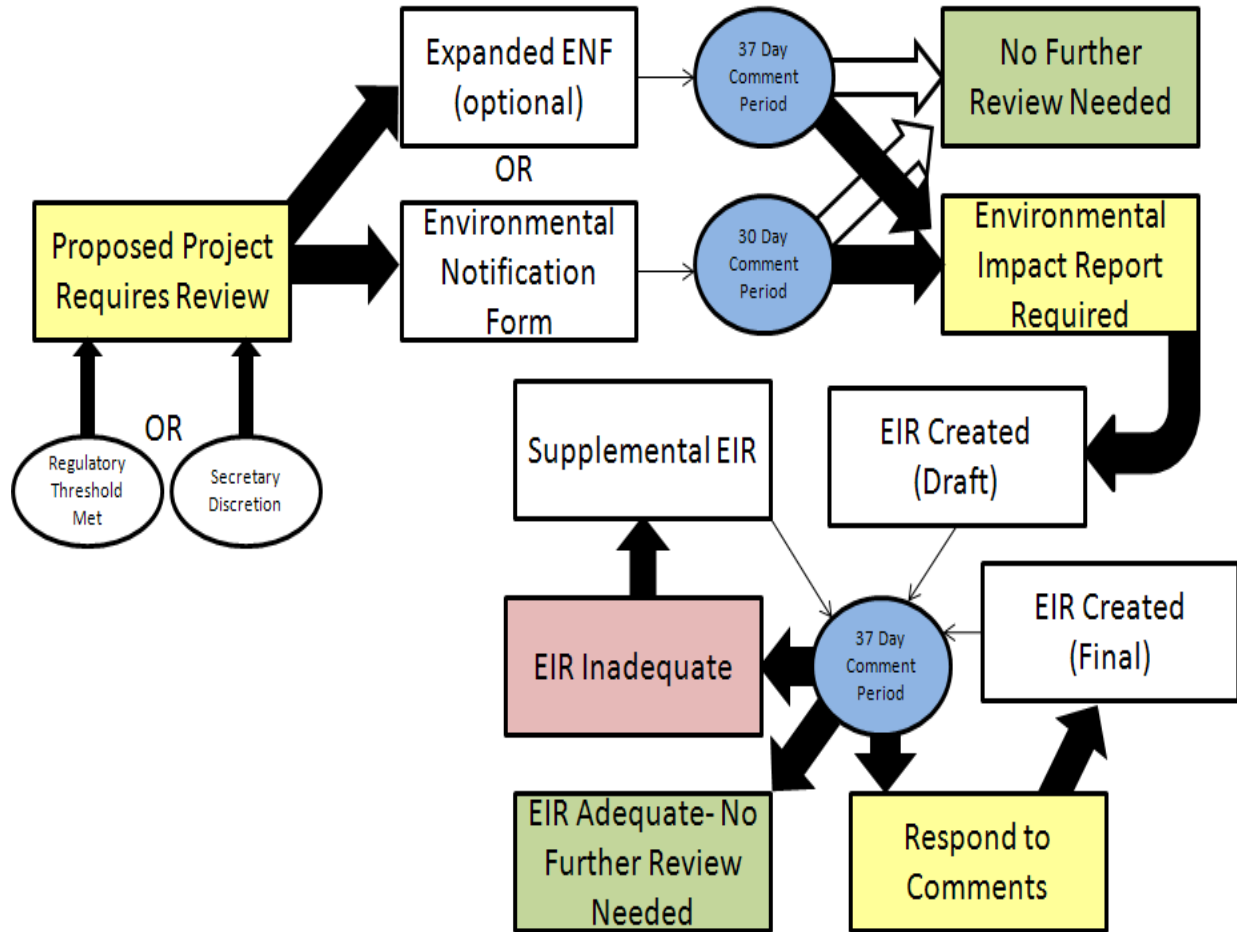 Expanded ENF
(optional)
37 Day
Comment
Period
No Further
Review Needed
OR
Proposed Project
Requires Review
Environmental
Notification
Form
30 Day
Comment
Period
Environmental
Impact Report
Required
OR
Regulatory
Threshold
Met
Secretary
Discretion
Supplemental EIR
EIR Created
(Draft)
EIR Inadequate
37 Day
Comment
Period
EIR Created
(Final)
EIR Adequate- No
Further Review
Needed
Respond to
Comments